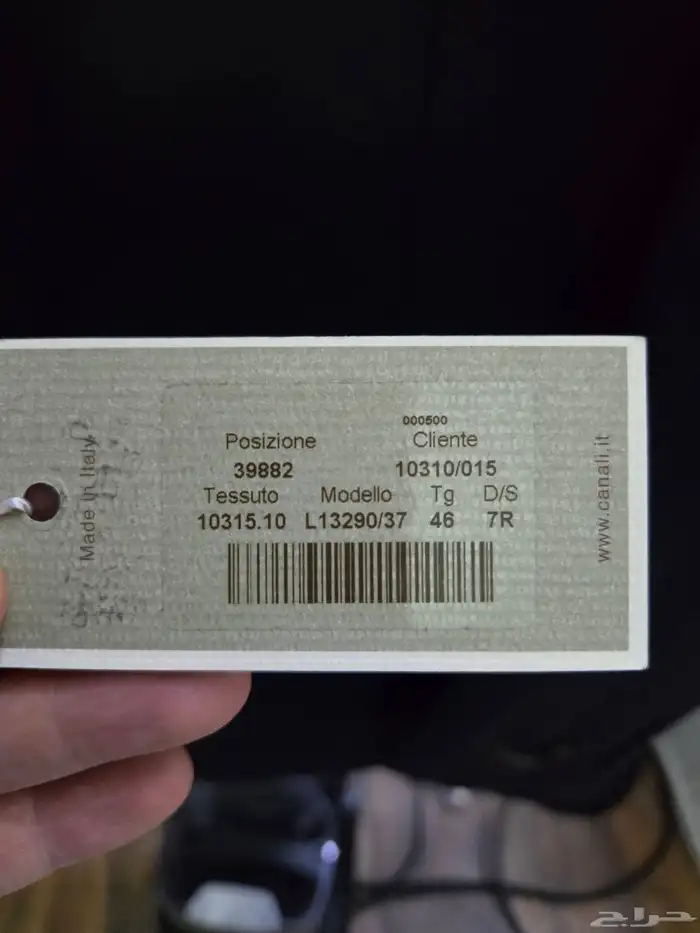 Made in Italy
000500
Posizione Cliente
39882 10310/015
Tessuto Modello Tg D/S
10315.10 L13290/37 46 7R
www.canali.it
حراج